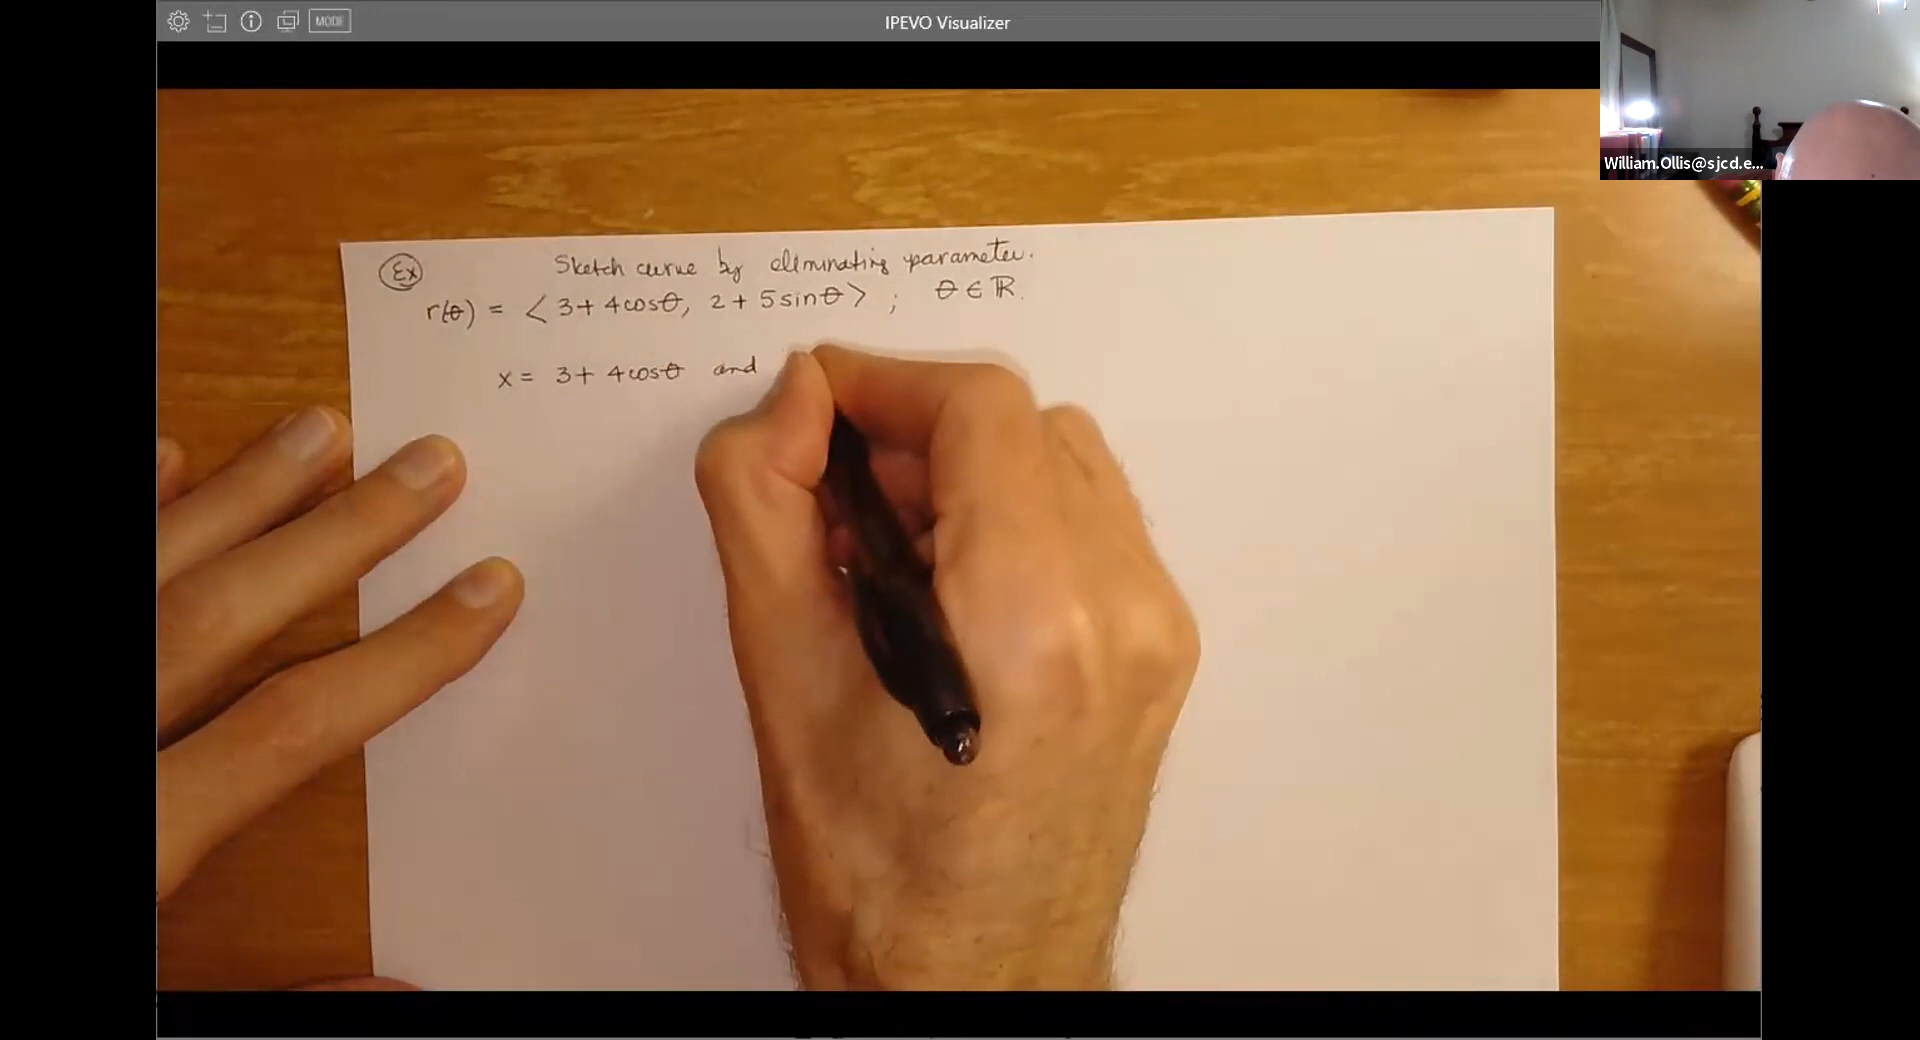 MODE
IPEVO Visualizer
William.Ollis@sjcd.e...
Ex Sketch curve by eliminating parameter.
r(θ) = < 3 + 4cosθ, 2 + 5sinθ > ; θ ∈ ℝ.
x = 3 + 4cosθ and